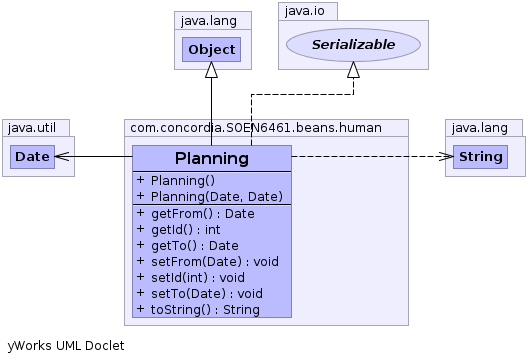 java.lang
Object
java.io
Serializable
java.util
Date
com.concordia.SOEN6461.beans.human
Planning
+ Planning()
+ Planning(Date, Date)
+ getFrom() : Date
+ getId() : int
+ getTo() : Date
+ setFrom(Date) : void
+ setId(int) : void
+ setTo(Date) : void
+ toString() : String
java.lang
String
yWorks UML Doclet